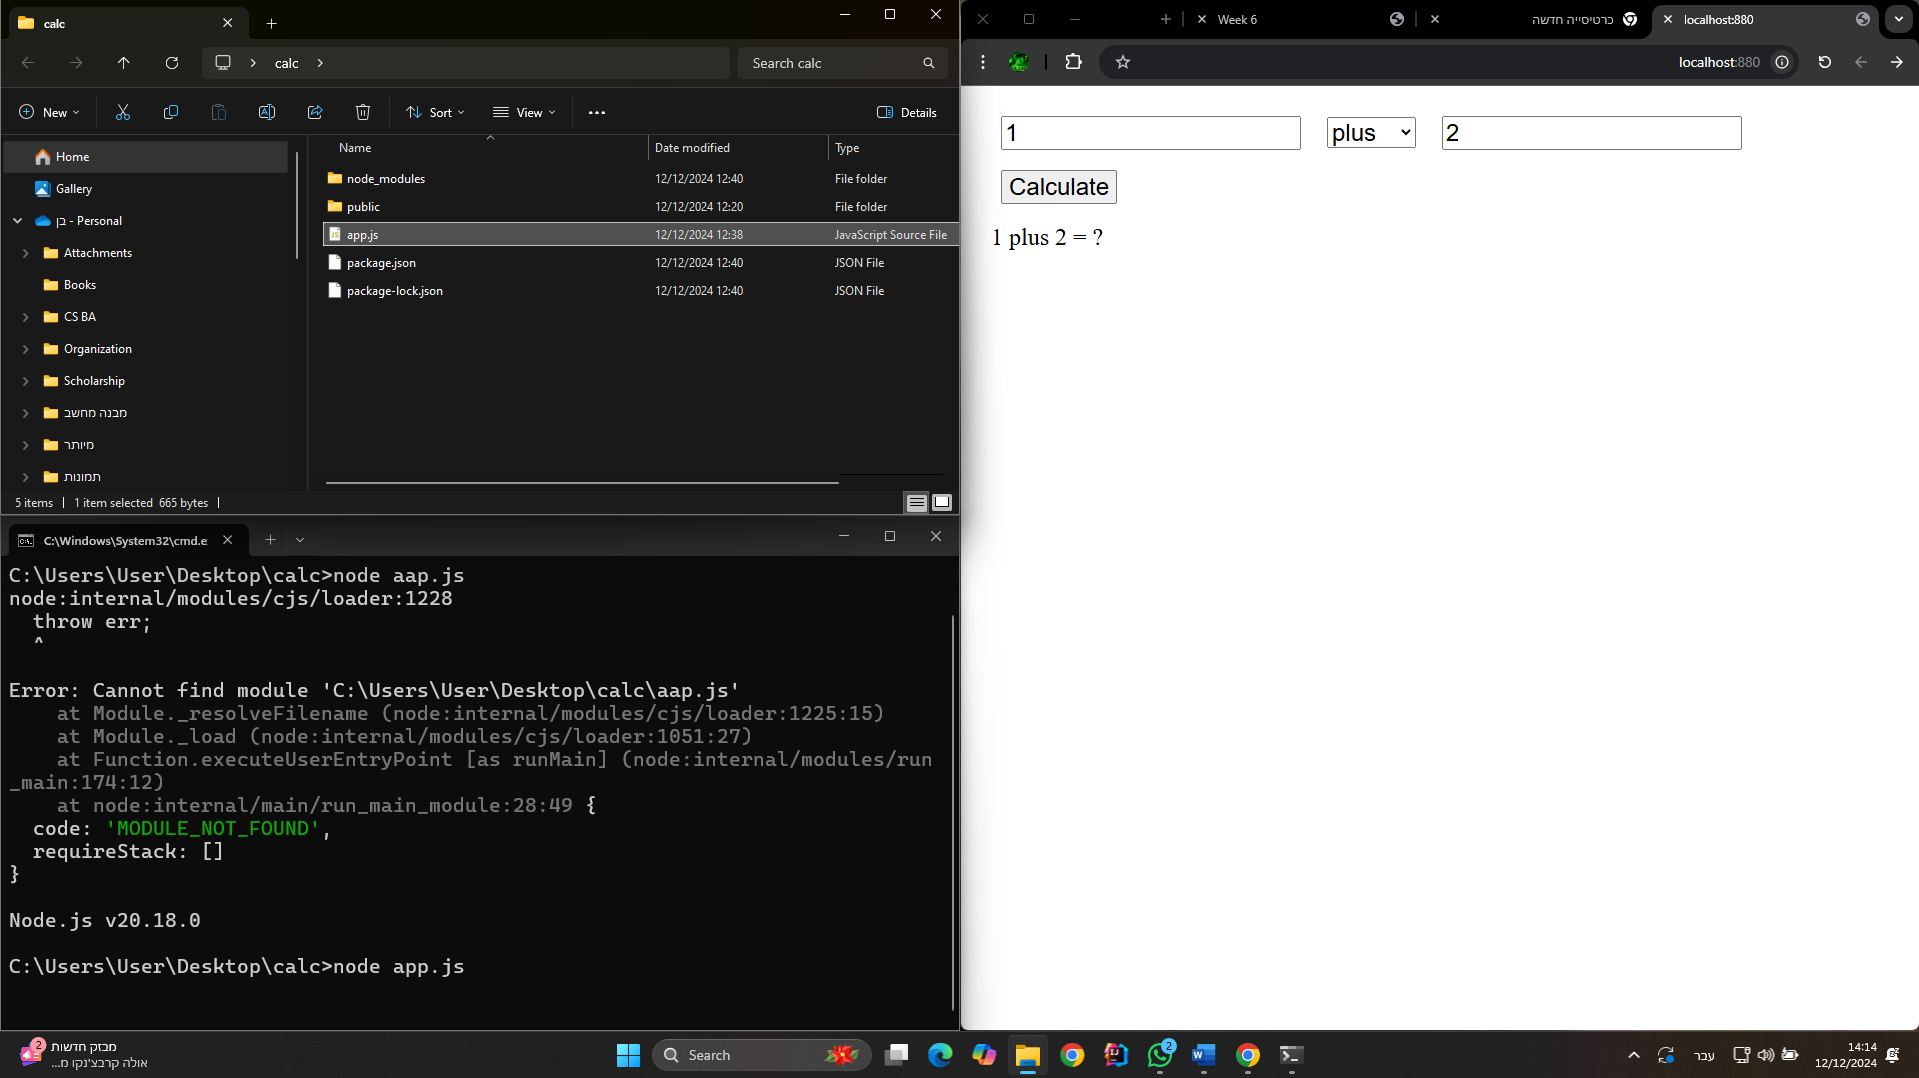 calc
calc
Search calc
New
Sort
View
Details
Name
Date modified
Type
Home
Gallery
בן - Personal
Attachments
Books
CS BA
Organization
Scholarship
מבנה מחשב
מיותר
תמונות
node_modules 12/12/2024 12:40 File folder
public 12/12/2024 12:20 File folder
app.js 12/12/2024 12:38 JavaScript Source File
package.json 12/12/2024 12:40 JSON File
package-lock.json 12/12/2024 12:40 JSON File
5 items 1 item selected 665 bytes
C:\Windows\System32\cmd.e
C:\Users\User\Desktop\calc>node aap.js
node:internal/modules/cjs/loader:1228
throw err;
^
Error: Cannot find module 'C:\Users\User\Desktop\calc\aap.js'
at Module._resolveFilename (node:internal/modules/cjs/loader:1225:15)
at Module._load (node:internal/modules/cjs/loader:1051:27)
at Function.executeUserEntryPoint [as runMain] (node:internal/modules/run
_main:174:12)
at node:internal/main/run_main_module:28:49 {
code: 'MODULE_NOT_FOUND',
requireStack: []
}
Node.js v20.18.0
C:\Users\User\Desktop\calc>node app.js
Week 6
כרטיסייה חדשה
localhost:880
localhost:880
1 plus 2
Calculate
1 plus 2 = ?
2
מבזק חדשות
אולה קרבצ'נקו מ...
Search
2
עבר
14:14
12/12/2024